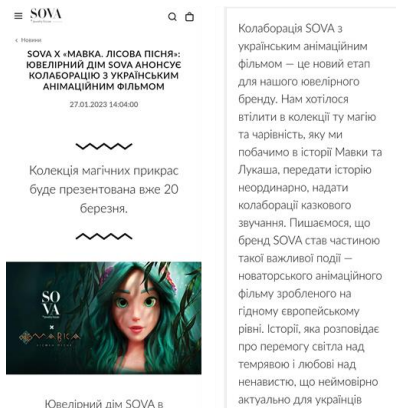 SOVA
Новини
SOVA X «МАВКА. ЛІСОВА ПІСНЯ»:
ЮВЕЛІРНИЙ ДІМ SOVA АНОНСУЄ
КОЛАБОРАЦІЮ З УКРАЇНСЬКИМ
АНІМАЦІЙНИМ ФІЛЬМОМ
27.01.2023 14:04:00
Колекція магічних прикрас
буде презентована вже 20
березня.
SO
VA
×
МАВКА
Ювелірний дім SOVA в
Колаборація SOVA з
українським анімаційним
фільмом — це новий етап
для нашого ювелірного
бренду. Нам хотілося
втілити в колекції ту магію
та чарівність, яку ми
побачимо в історії Мавки та
Лукаша, передати історію
неординарно, надати
колаборації казкового
звучання. Пишаємося, що
бренд SOVA став частиною
такої важливої події —
новаторського анімаційного
фільму зробленого на
гідному європейському
рівні. Історії, яка розповідає
про перемогу світла над
темрявою і любові над
ненавистю, що неймовірно
актуально для українців